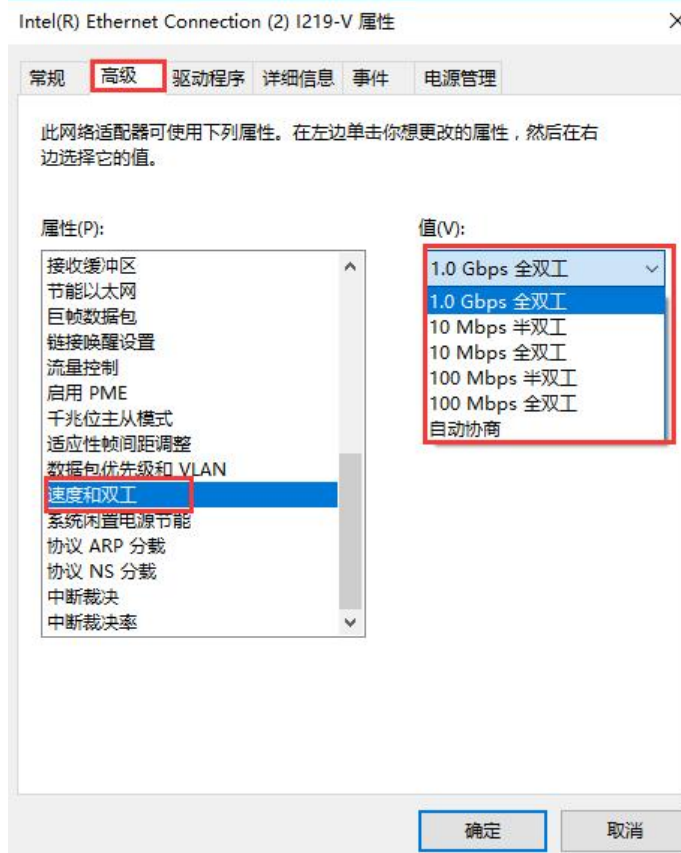 Intel(R) Ethernet Connection (2) I219-V 属性
常规 高级 驱动程序 详细信息 事件 电源管理
此网络适配器可使用下列属性。在左边单击你想更改的属性，然后在右
边选择它的值。
属性(P):
接收缓冲区
节能以太网
巨帧数据包
链接唤醒设置
流量控制
启用 PME
千兆位主从模式
适应性帧间距调整
数据包优先级和 VLAN
速度和双工
系统闲置电源节能
协议 ARP 分载
协议 NS 分载
中断裁决
中断裁决率
值(V):
1.0 Gbps 全双工
1.0 Gbps 全双工
10 Mbps 半双工
10 Mbps 全双工
100 Mbps 半双工
100 Mbps 全双工
自动协商
确定 取消